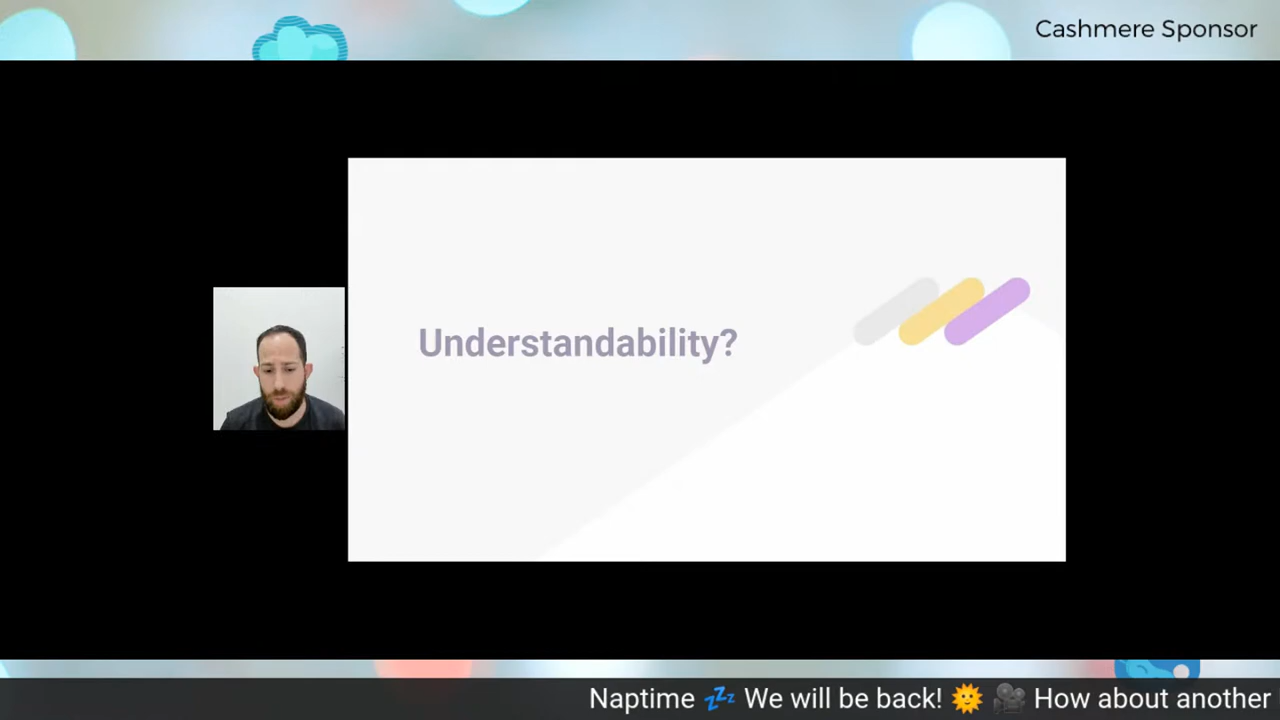 Cashmere Sponsor
Understandability?
Naptime 💤 We will be back! 🌞 🎥 How about another